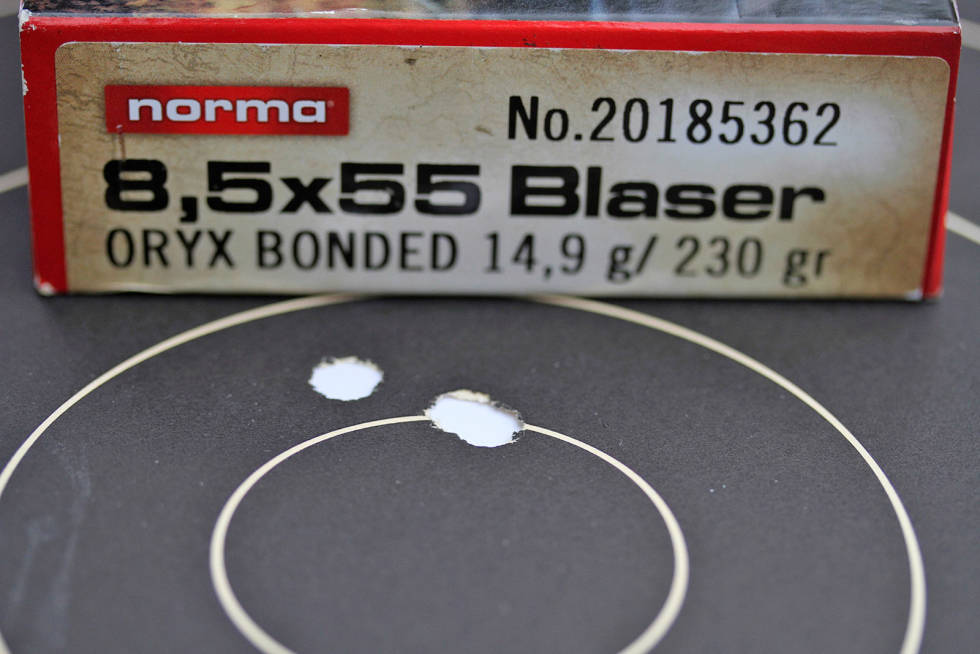 norma
No.20185362
8,5x55 Blaser
ORYX BONDED 14,9 g/ 230 gr